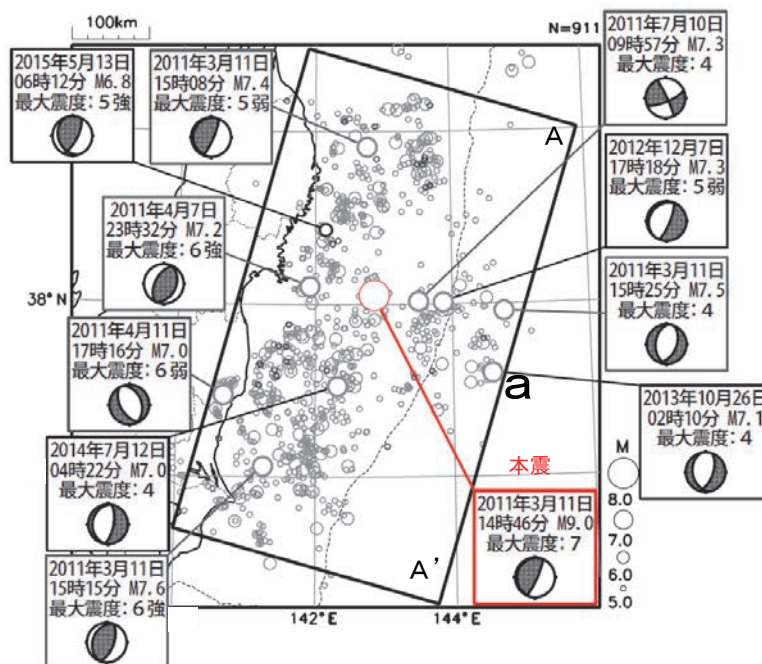 100km
N=911
2015年5月13日
06時12分 M6.8
最大震度：5強
2011年3月11日
15時08分 M7.4
最大震度：5弱
2011年7月10日
09時57分 M7.3
最大震度：4
2012年12月7日
17時18分 M7.3
最大震度：5弱
2011年4月7日
23時32分 M7.2
最大震度：6強
2011年3月11日
15時25分 M7.5
最大震度：4
A
38°N
2011年4月11日
17時16分 M7.0
最大震度：6弱
a
2013年10月26日
02時10分 M7.1
最大震度：4
2014年7月12日
04時22分 M7.0
最大震度：4
本震
2011年3月11日
14時46分 M9.0
最大震度：7
M
8.0
7.0
6.0
5.0
A'
2011年3月11日
15時15分 M7.6
最大震度：6強
142°E
144°E